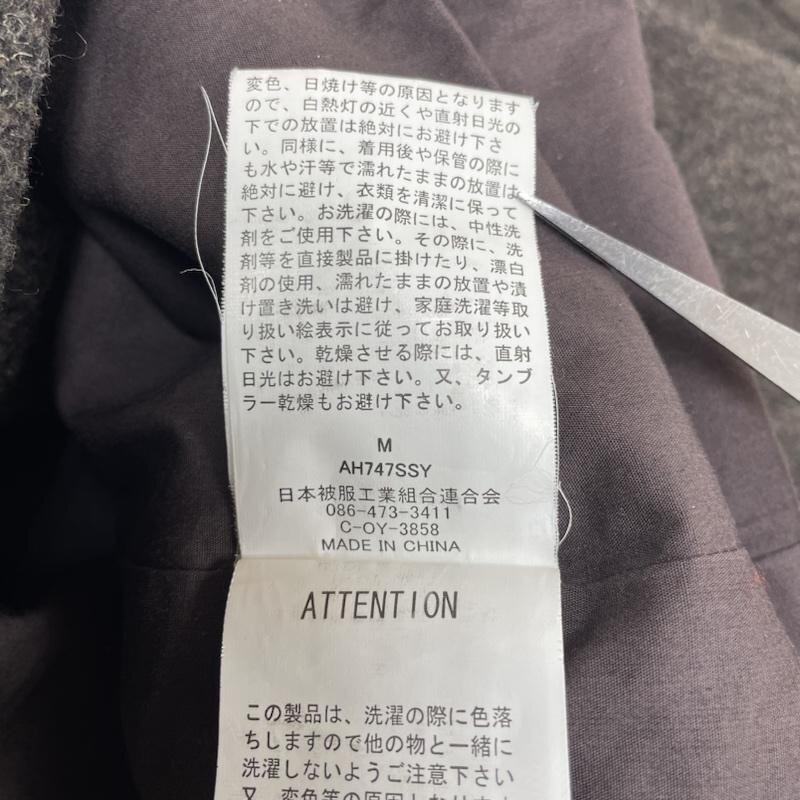 変色、日焼け等の原因となります
ので、白熱灯の近くや直射日光の
下での放置は絶対にお避け下さ
い。同様に、着用後や保管の際に
も水や汗等で濡れたままの放置は
絶対に避け、衣類を清潔に保って
下さい。お洗濯の際には、中性洗
剤をご使用下さい。その際に、洗
剤等を直接製品に掛けたり、漂白
剤の使用、濡れたままの放置や漬
け置き洗いは避け、家庭洗濯等取
り扱い絵表示に従ってお取り扱い
下さい。乾燥させる際には、直射
日光はお避け下さい。又、タンブ
ラー乾燥もお避け下さい。
M
AH747SSY
日本被服工業組合連合会
086-473-3411
C-OY-3858
MADE IN CHINA
ATTENTION
この製品は、洗濯の際に色落
ちしますので他の物と一緒に
洗濯しないようご注意下さい
又、変色等の原因となります